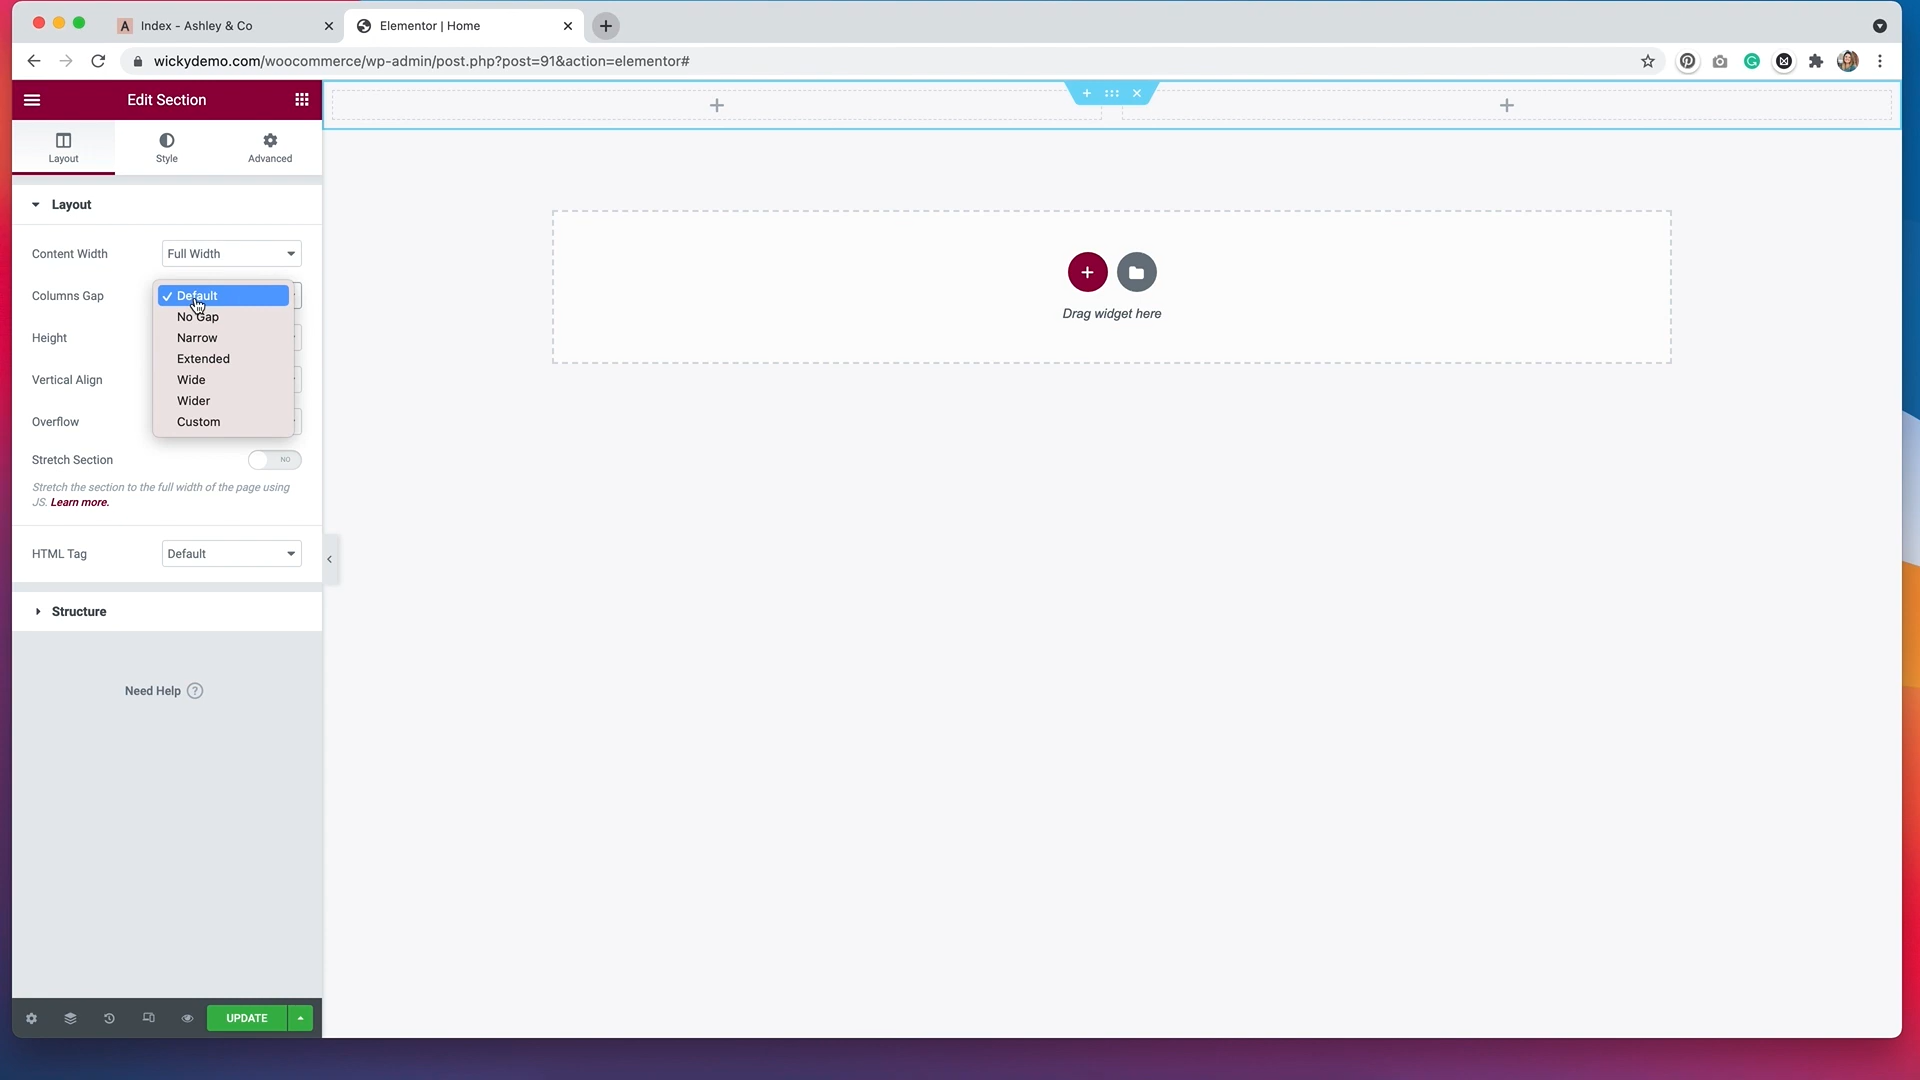 Index - Ashley & Co
Elementor | Home
wickydemo.com/woocommerce/wp-admin/post.php?post=91&action=elementor#
Edit Section
Layout
Style
Advanced
Layout
Content Width
Full Width
Columns Gap
✓ Default
No Gap
Narrow
Extended
Wide
Wider
Custom
Height
Vertical Align
Overflow
Stretch Section
NO
Stretch the section to the full width of the page using
JS. Learn more.
HTML Tag
Default
Structure
Need Help ?
UPDATE
Drag widget here